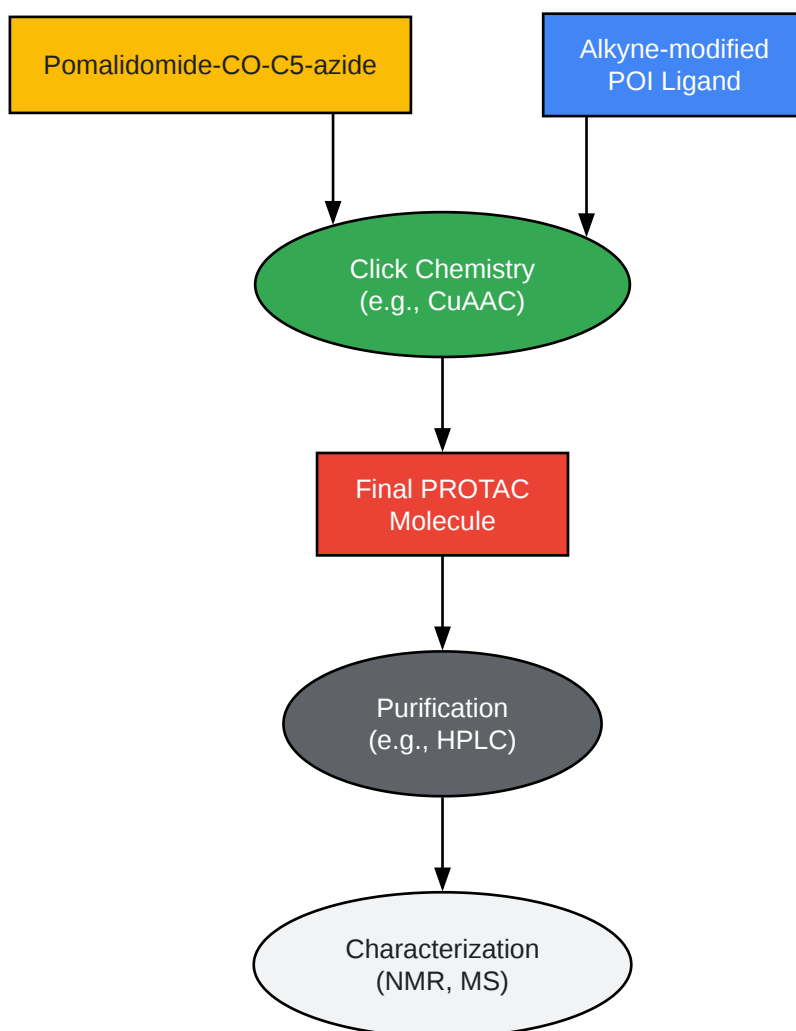 Pomalidomide-CO-C5-azide
Alkyne-modified
POI Ligand
Click Chemistry
(e.g., CuAAC)
Final PROTAC
Molecule
Purification
(e.g., HPLC)
Characterization
(NMR, MS)